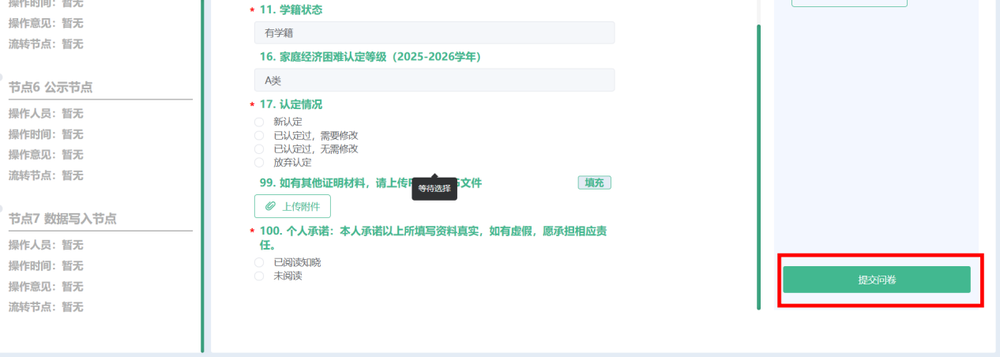 操作时间：暂无
操作意见：暂无
流转节点：暂无
节点6 公示节点
操作人员：暂无
操作时间：暂无
操作意见：暂无
流转节点：暂无
节点7 数据写入节点
操作人员：暂无
操作时间：暂无
操作意见：暂无
流转节点：暂无
* 11. 学籍状态
有学籍
16. 家庭经济困难认定等级（2025-2026学年）
A类
* 17. 认定情况
新认定
已认定过，需要修改
已认定过，无需修改
放弃认定
99. 如有其他证明材料，请上传 文件
填充
等待选择
上传附件
* 100. 个人承诺：本人承诺以上所填写资料真实，如有虚假，愿承担相应责
任。
已阅读知晓
未阅读
提交问卷